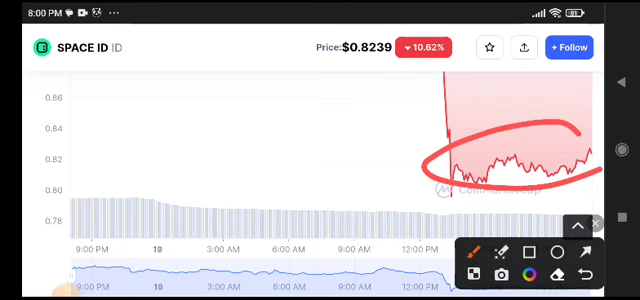 8:00 PM
81
SPACE ID ID
Price: $0.8239 10.62%
+ Follow
0.86
0.84
0.82
0.80
0.78
9:00 PM 19 3:00 AM 6:00 AM 9:00 AM 12:00 PM
9:00 PM 19 3:00 AM 6:00 AM 9:00 AM 12:00 PM